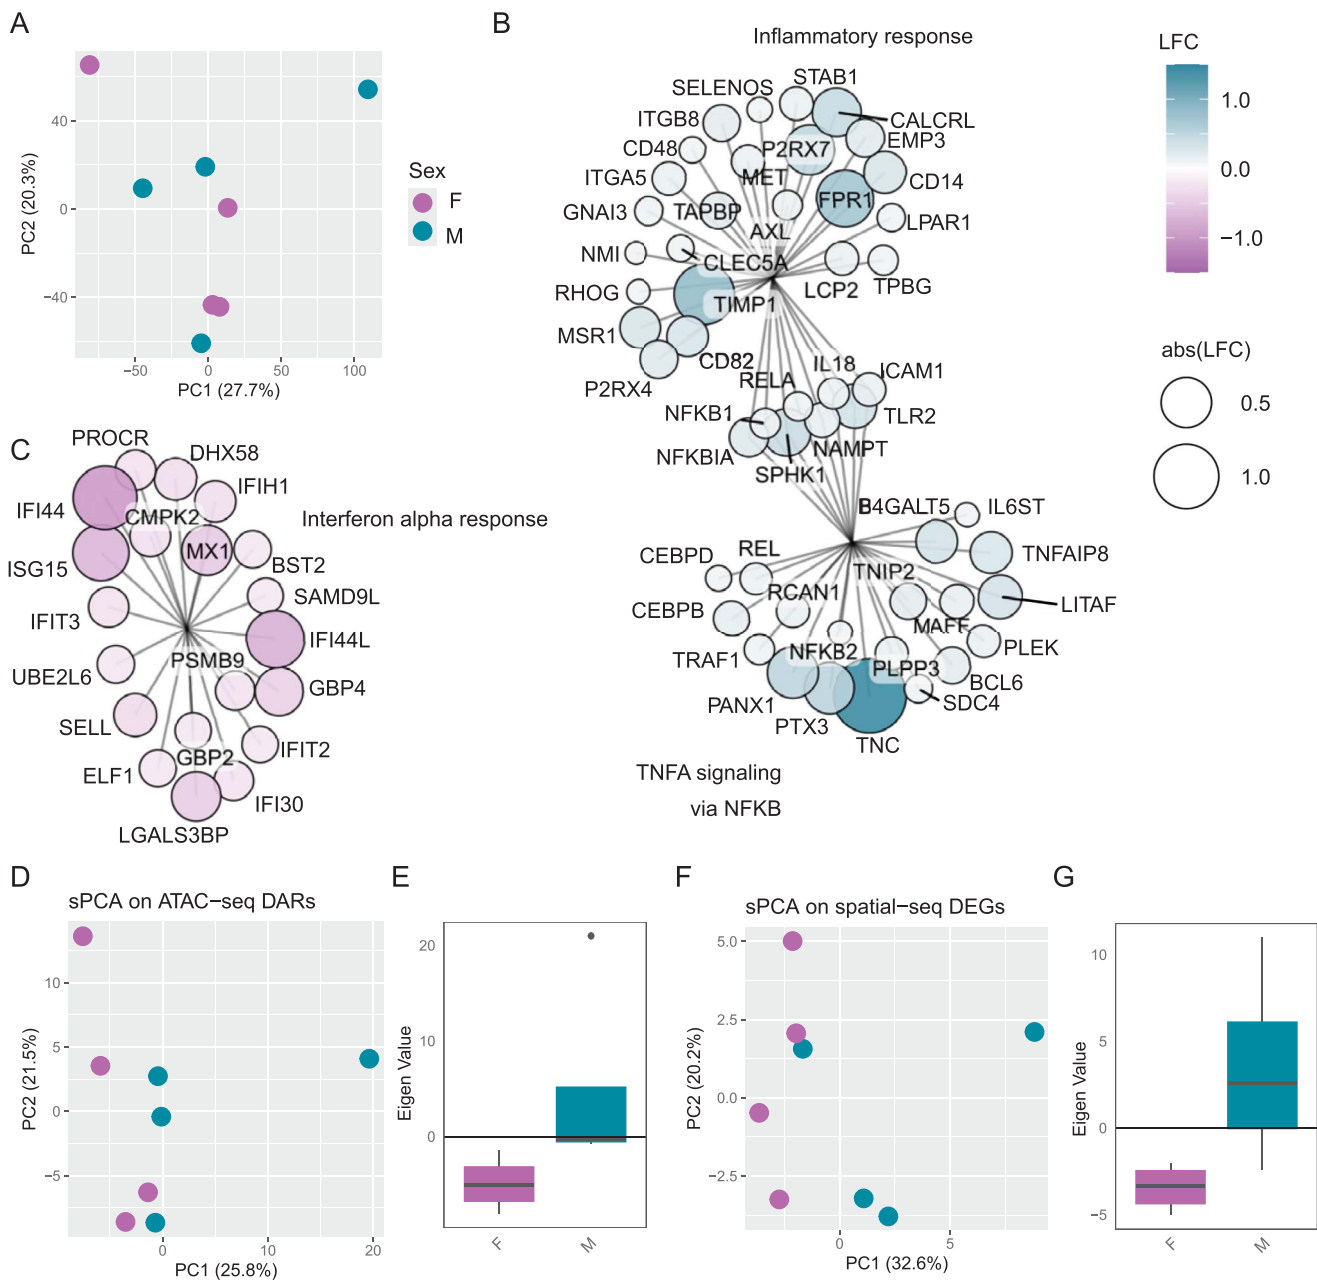 A
PC2 (20.3%)
40
0
−40
−50
0
50
100
PC1 (27.7%)
Sex
F
M
B
Inflammatory response
SELENOS
STAB1
ITGB8
CALCRL
EMP3
CD48
P2RX7
MET
ITGA5
CD14
FPR1
GNAI3
TAPBP
LPAR1
AXL
NMI
CLEC5A
RHOG
TIMP1
LCP2
TPBG
MSR1
CD82
P2RX4
IL18
ICAM1
RELA
NFKB1
TLR2
NFKBIA
NAMPT
SPHK1
B4GALT5
IL6ST
CEBPD
REL
TNFAIP8
TNIP2
RCAN1
CEBPB
LITAF
MAFF
TRAF1
NFKB2
PLEK
PLPP3
BCL6
PANX1
SDC4
PTX3
TNC
TNFA signaling
via NFKB
LFC
1.0
0.0
−1.0
abs(LFC)
0.5
1.0
C
PROCR
DHX58
IFIH1
IFI44
CMPK2
Interferon alpha response
MX1
ISG15
BST2
SAMD9L
IFIT3
IFI44L
PSMB9
UBE2L6
GBP4
SELL
IFIT2
GBP2
ELF1
IFI30
LGALS3BP
D
sPCA on ATAC−seq DARs
PC2 (21.5%)
10
5
0
−5
0
10
20
PC1 (25.8%)
E
Eigen Value
20
10
0
F
M
F
sPCA on spatial−seq DEGs
PC2 (20.2%)
5.0
2.5
0.0
−2.5
0
5
PC1 (32.6%)
G
Eigen Value
10
5
0
−5
F
M